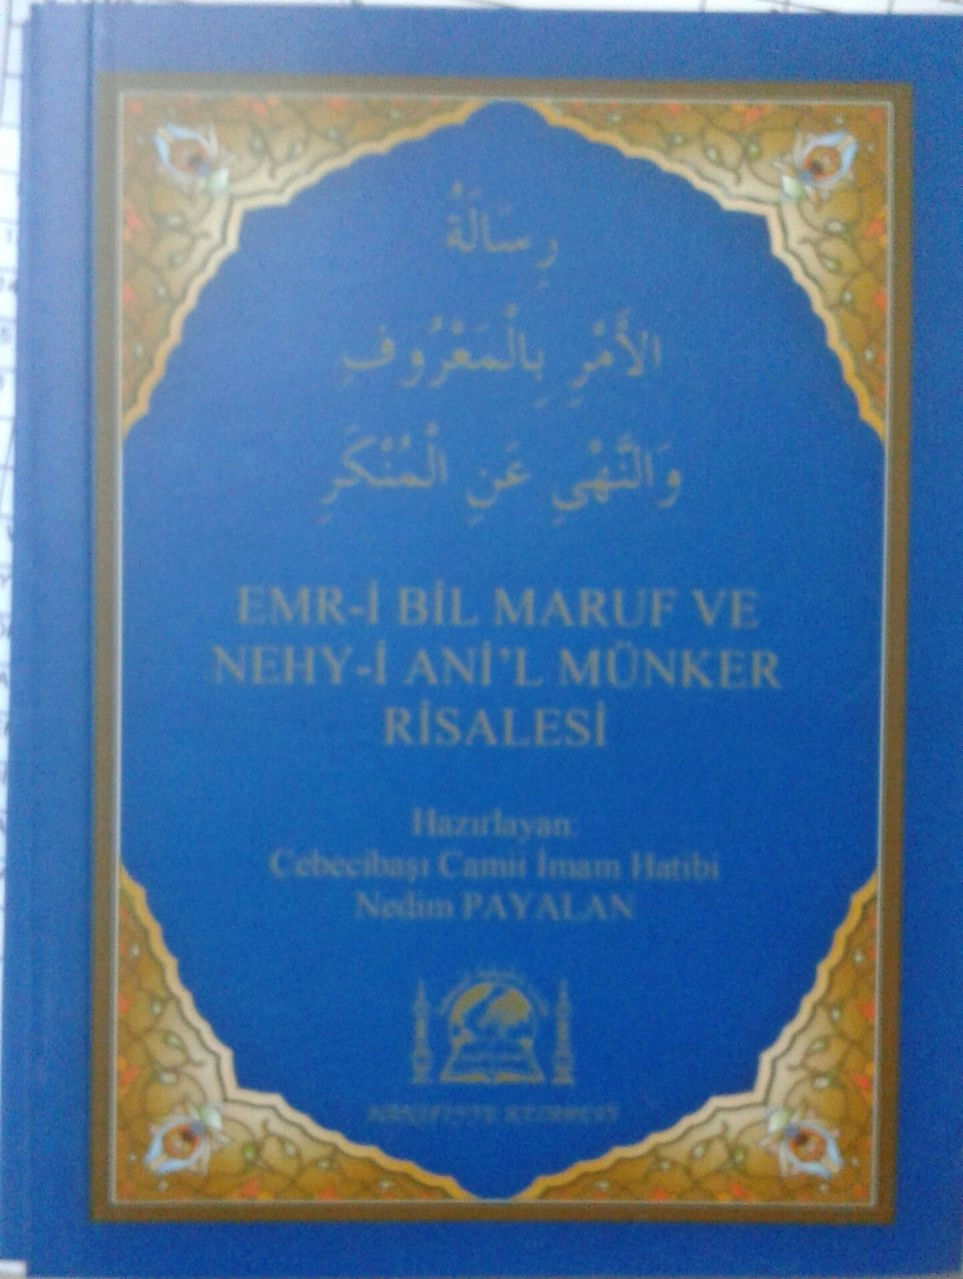 رِسَالَةُ
الْأَمْرِ بِالْمَعْرُوفِ
وَالنَّهْيِ عَنِ الْمُنْكَرِ
EMR-İ BİL MARUF VE
NEHY-İ ANİ'L MÜNKER
RİSALESİ
Hazırlayan:
Cebecibaşı Camii İmam Hatibi
Nedim PAYALAN